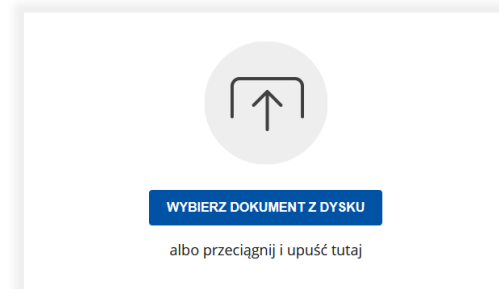 WYBIERZ DOKUMENT Z DYSKU
albo przeciągnij i upuść tutaj